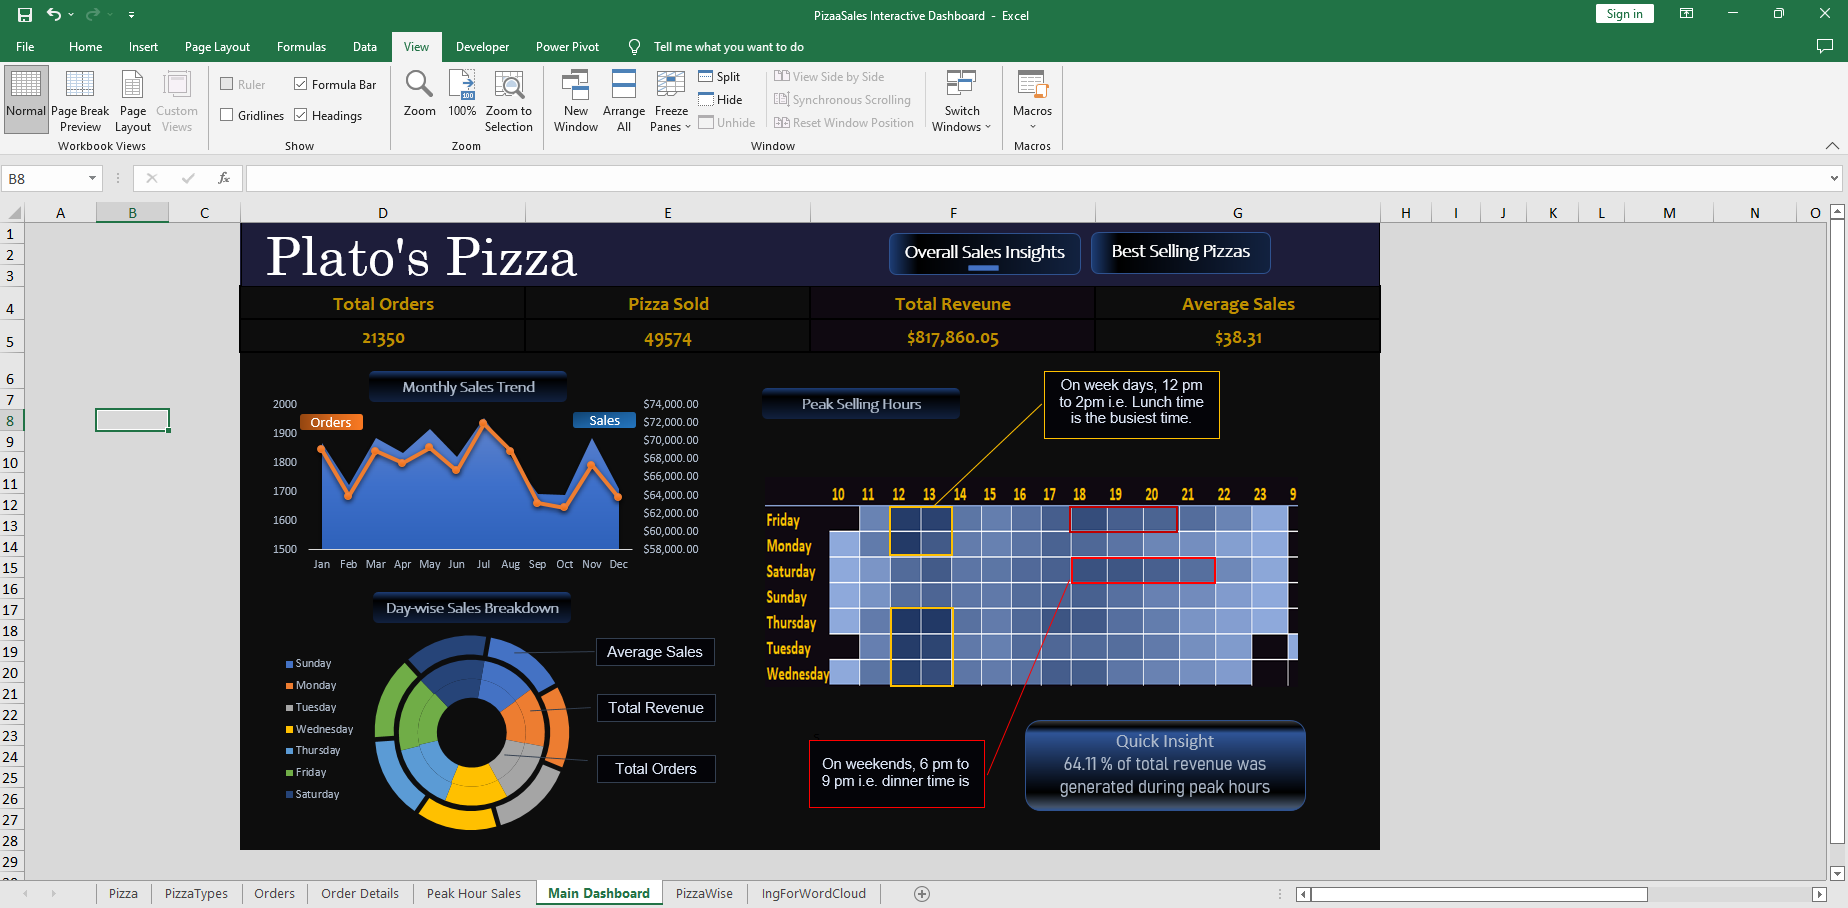 PizaaSales Interactive Dashboard - Excel
Sign in
File Home Insert Page Layout Formulas Data View Developer Power Pivot Tell me what you want to do
Normal
Page Break Preview
Page Layout
Custom Views
Workbook Views
Ruler
Formula Bar
Gridlines
Headings
Show
Zoom
100%
Zoom to Selection
Zoom
New Window
Arrange All
Freeze Panes
Split
Hide
Unhide
View Side by Side
Synchronous Scrolling
Reset Window Position
Window
Switch Windows
Macros
Macros
B8
fx
A B C D E F G H I J K L M N O
1
2
3
4
5
6
7
8
9
10
11
12
13
14
15
16
17
18
19
20
21
22
23
24
25
26
27
28
29
Plato's Pizza
Overall Sales Insights
Best Selling Pizzas
Total Orders Pizza Sold Total Reveune Average Sales
21350 49574 $817,860.05 $38.31
Monthly Sales Trend
Orders
Sales
2000
1900
1800
1700
1600
1500
$74,000.00
$72,000.00
$70,000.00
$68,000.00
$66,000.00
$64,000.00
$62,000.00
$60,000.00
$58,000.00
Jan Feb Mar Apr May Jun Jul Aug Sep Oct Nov Dec
Peak Selling Hours
On week days, 12 pm
to 2pm i.e. Lunch time
is the busiest time.
10 11 12 13 14 15 16 17 18 19 20 21 22 23 9
Friday
Monday
Saturday
Sunday
Thursday
Tuesday
Wednesday
Day-wise Sales Breakdown
Sunday
Monday
Tuesday
Wednesday
Thursday
Friday
Saturday
Average Sales
Total Revenue
Total Orders
On weekends, 6 pm to
9 pm i.e. dinner time is
Quick Insight
64.11 % of total revenue was
generated during peak hours
Pizza PizzaTypes Orders Order Details Peak Hour Sales Main Dashboard PizzaWise IngForWordCloud